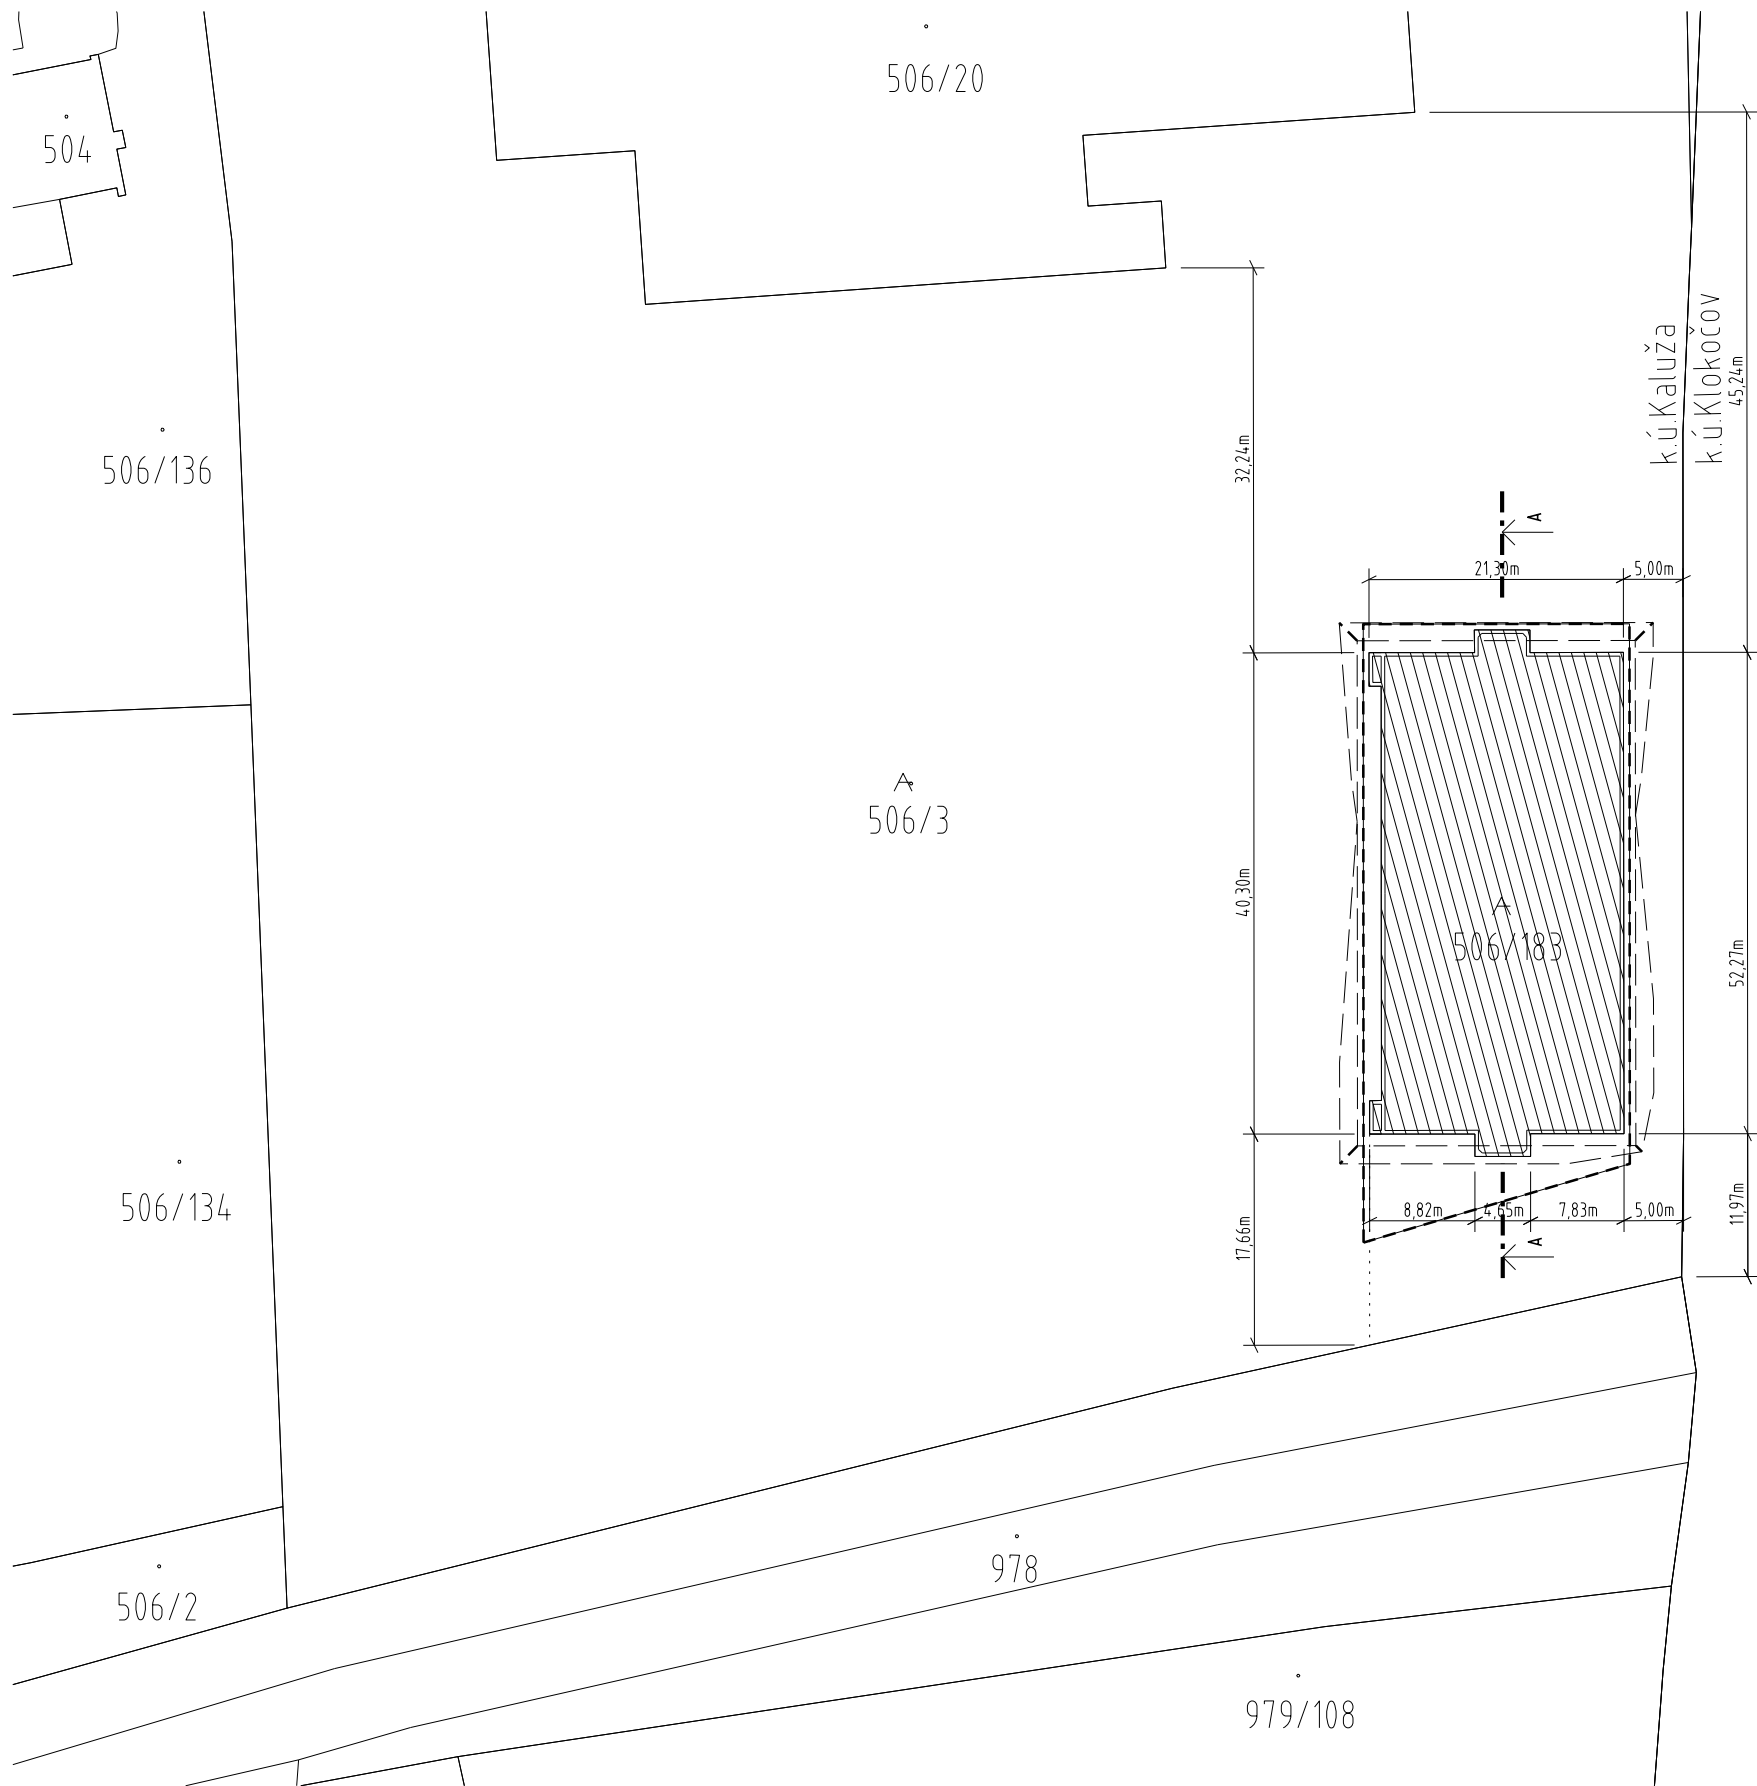 506/20
504
k.ú.Kaluža
k.ú.Klokočov
45,24m
32,24m
506/136
A
21,30m
5,00m
A
506/3
40,30m
A
506/183
52,27m
506/134
8,82m
4,65m
7,83m
5,00m
11,97m
17,66m
A
978
506/2
979/108